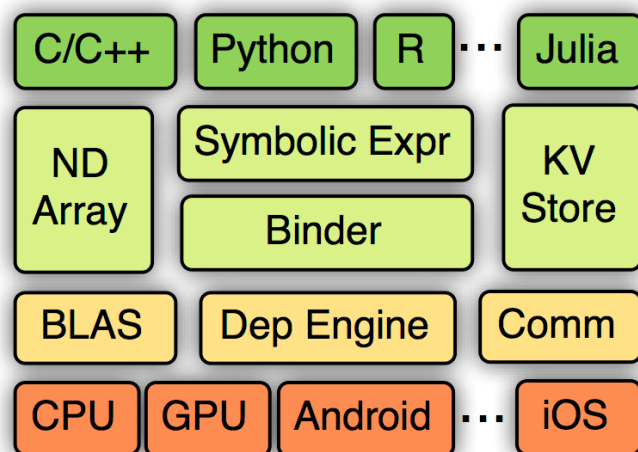 C/C++ Python R ... Julia
ND Array
Symbolic Expr
Binder
KV Store
BLAS Dep Engine Comm
CPU GPU Android ... iOS